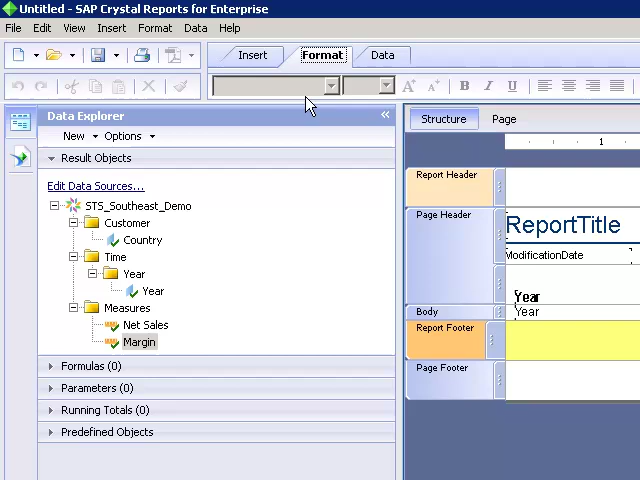 Untitled - SAP Crystal Reports for Enterprise
File Edit View Insert Format Data Help
Insert Format Data
A A B I U
Data Explorer
New Options
Result Objects
Edit Data Sources...
STS_Southeast_Demo
Customer
Country
Time
Year
Year
Measures
Net Sales
Margin
Formulas (0)
Parameters (0)
Running Totals (0)
Predefined Objects
Structure Page
1
Report Header
Page Header
ReportTitle
ModificationDate
Year
Body
Year
Report Footer
Page Footer